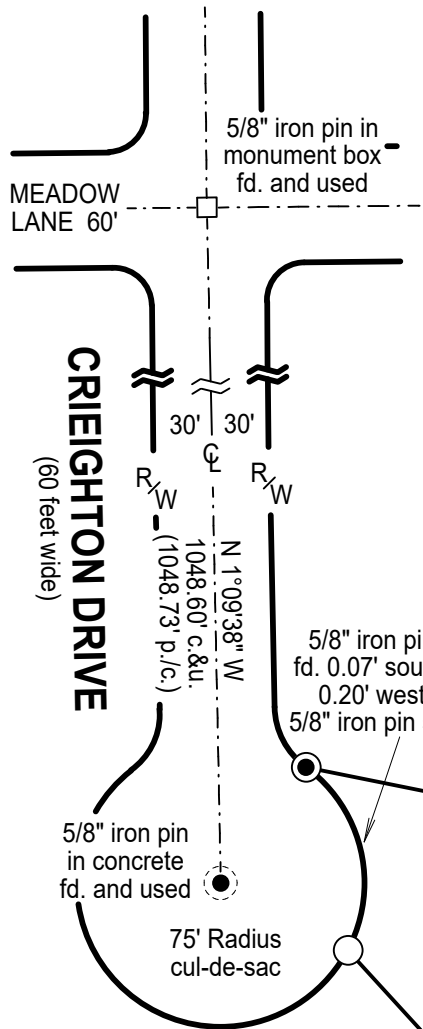 5/8" iron pin in
monument box
fd. and used
MEADOW
LANE 60'
30' 30'
℄
R/W
R/W
CRIEIGHTON DRIVE
(60 feet wide)
N 1°09'38" W
1048.60' c.&u.
(1048.73' p./c.)
5/8" iron pi
fd. 0.07' sou
0.20' west
5/8" iron pin
5/8" iron pin
in concrete
fd. and used
75' Radius
cul-de-sac